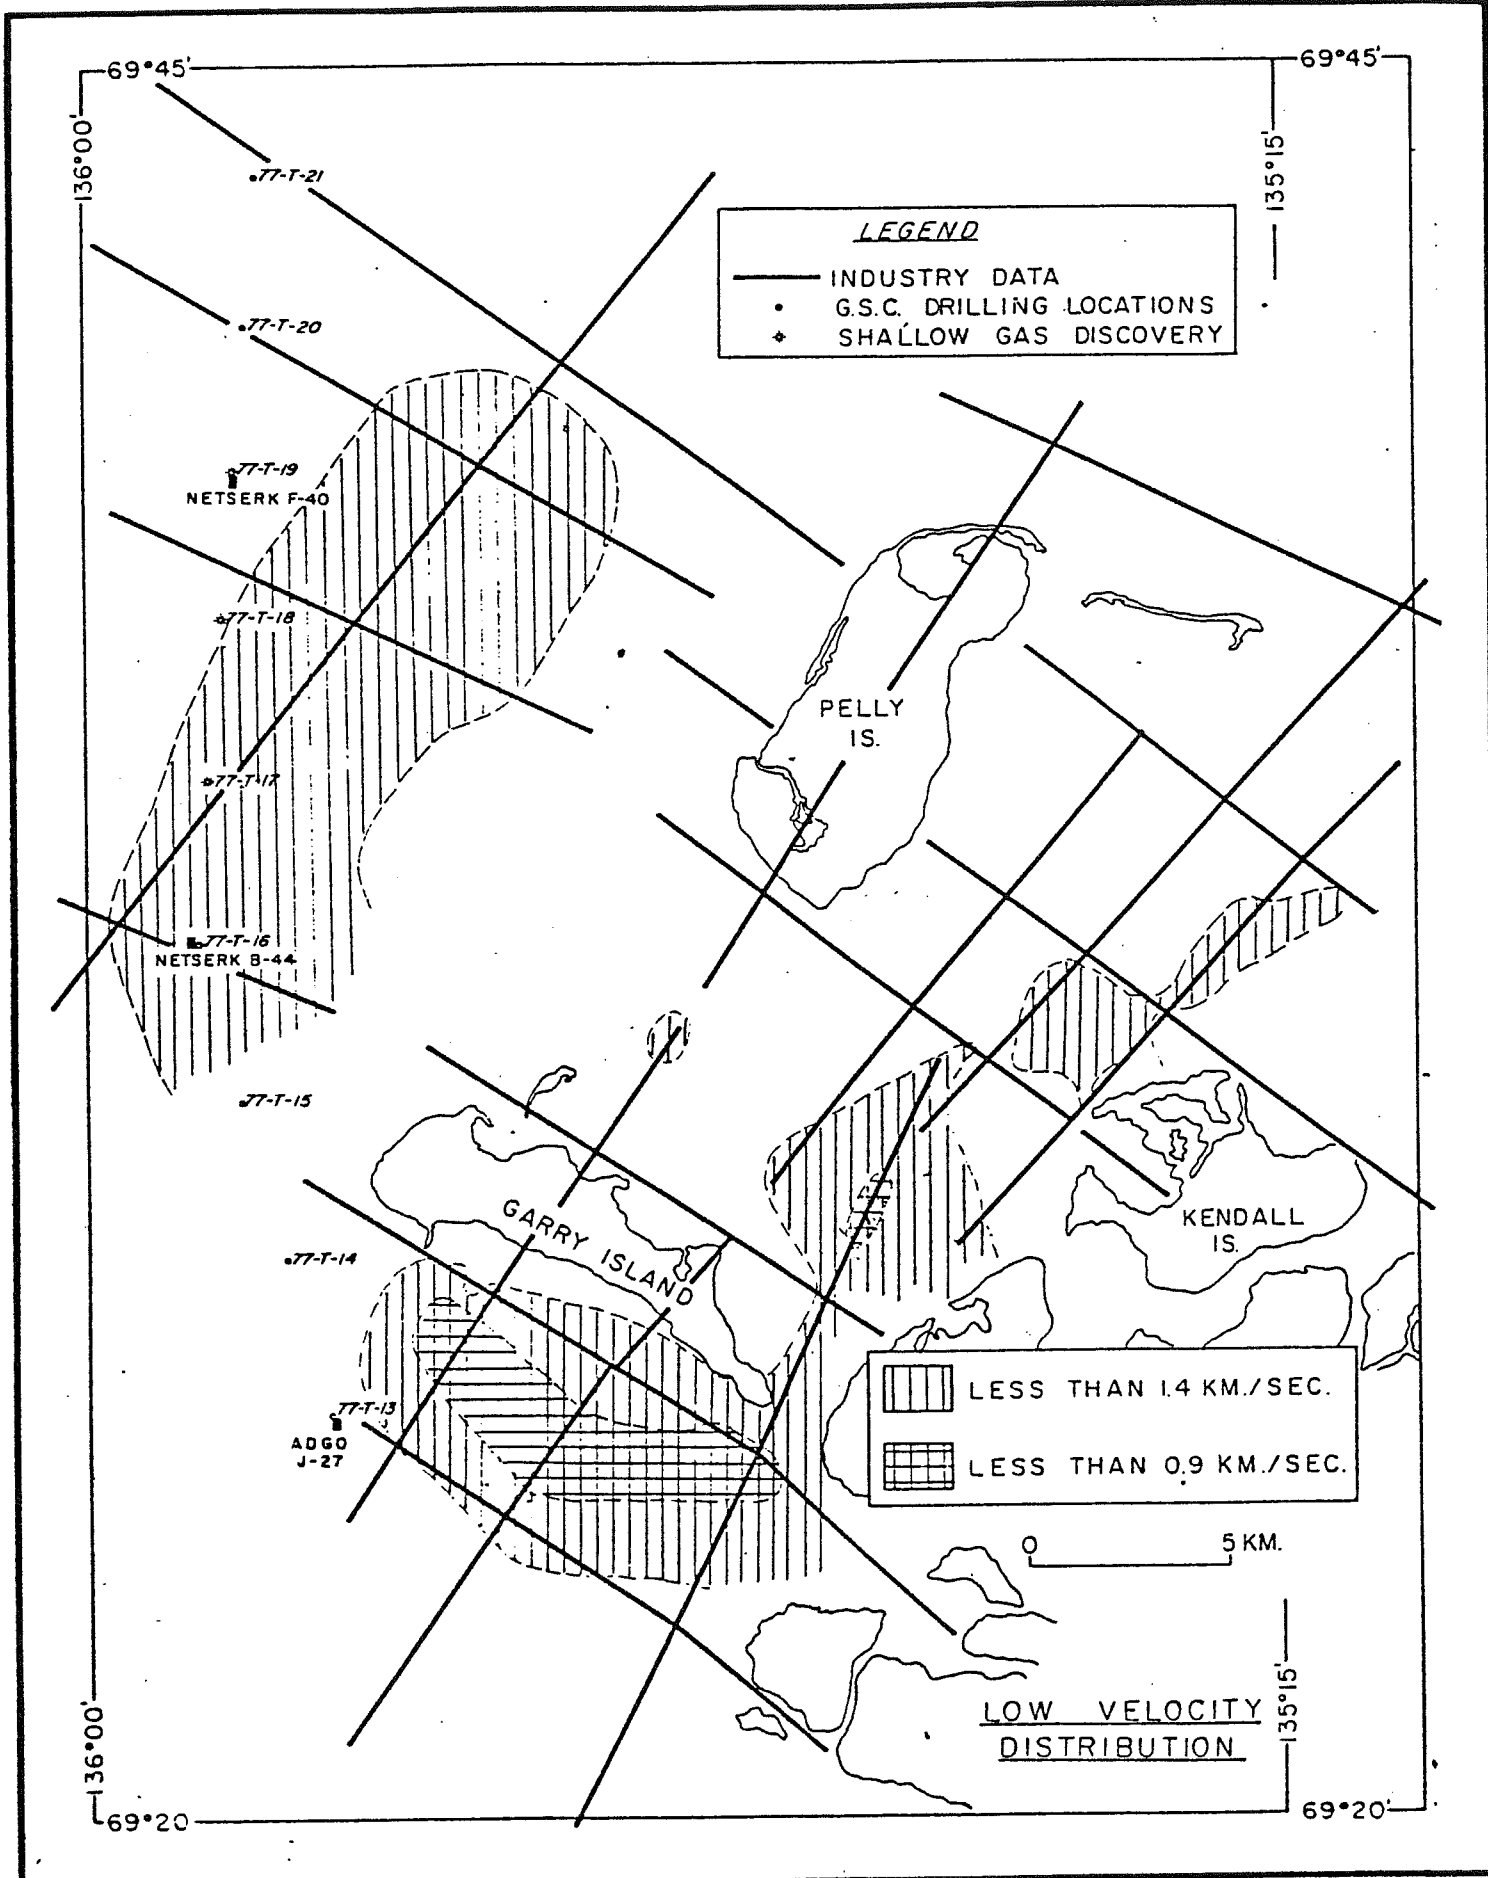 69°45'
69°45'
136°00'
135°15'
77-T-21
LEGEND
INDUSTRY DATA
G.S.C. DRILLING LOCATIONS
SHALLOW GAS DISCOVERY
77-T-20
77-T-19
NETSERK F-40
77-T-18
PELLY
IS.
77-T-17
77-T-16
NETSERK B-44
77-T-15
GARRY ISLAND
KENDALL
IS.
77-T-14
LESS THAN 1.4 KM./SEC.
77-T-13
ADGO
J-27
LESS THAN 0.9 KM./SEC.
0 5 KM.
LOW VELOCITY
DISTRIBUTION
136°00'
135°15'
69°20
69°20'